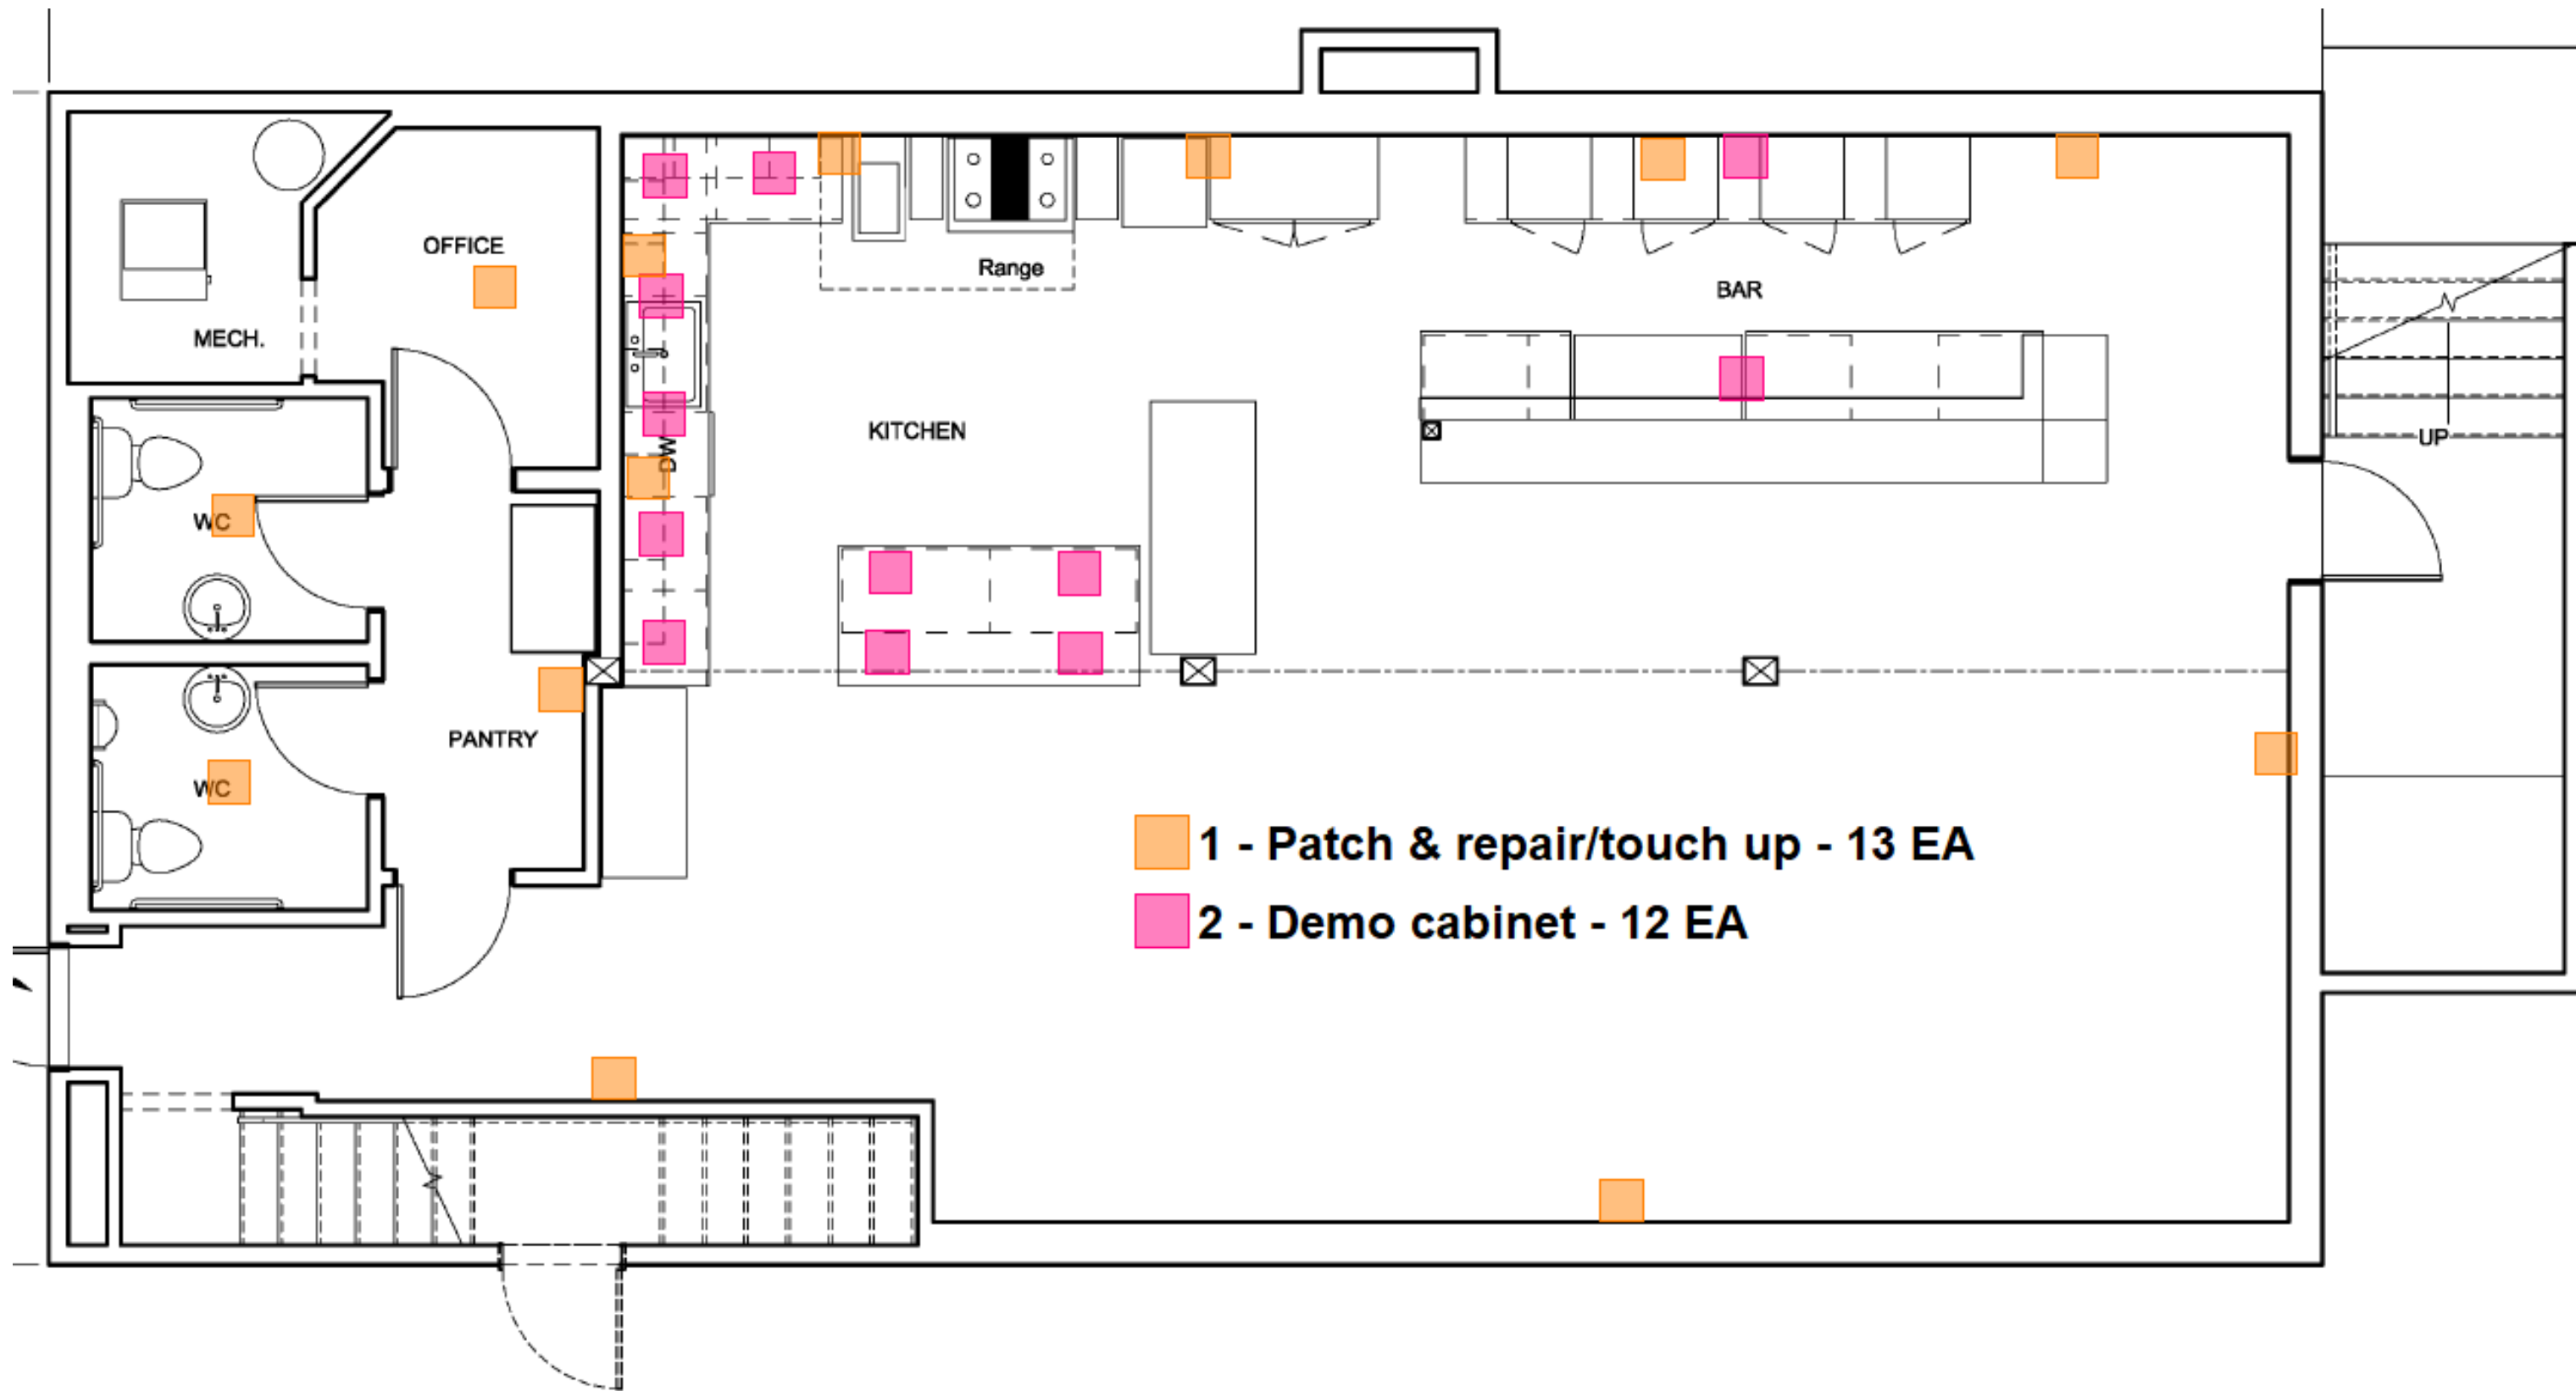 OFFICE
Range
BAR
MECH.
KITCHEN
UP
DW
WC
PANTRY
WC
1 - Patch & repair/touch up - 13 EA
2 - Demo cabinet - 12 EA